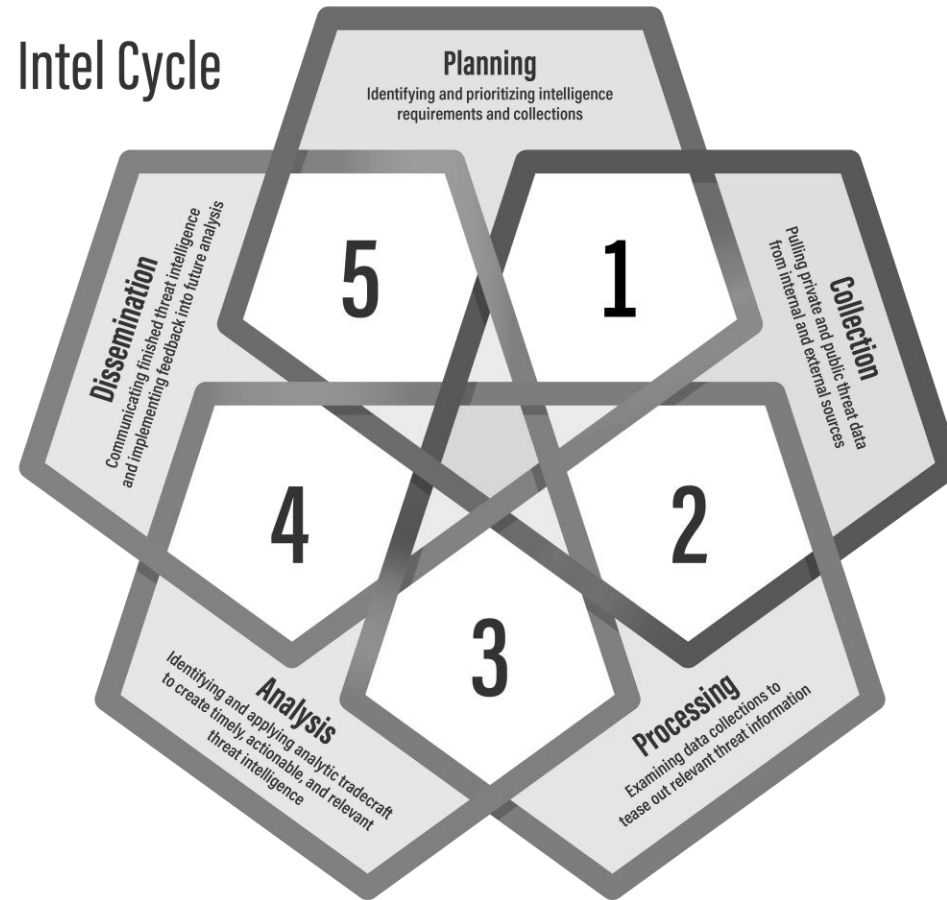 Intel Cycle
Planning
Identifying and prioritizing intelligence
requirements and collections
1
Collection
Pulling private and public threat data
from internal and external sources
2
Processing
Examining data collections to
tease out relevant threat information
3
Analysis
Identifying and applying analytic tradecraft
to create timely, actionable, and relevant
threat intelligence
4
Dissemination
Communicating finished threat intelligence
and implementing feedback into future analysis
5